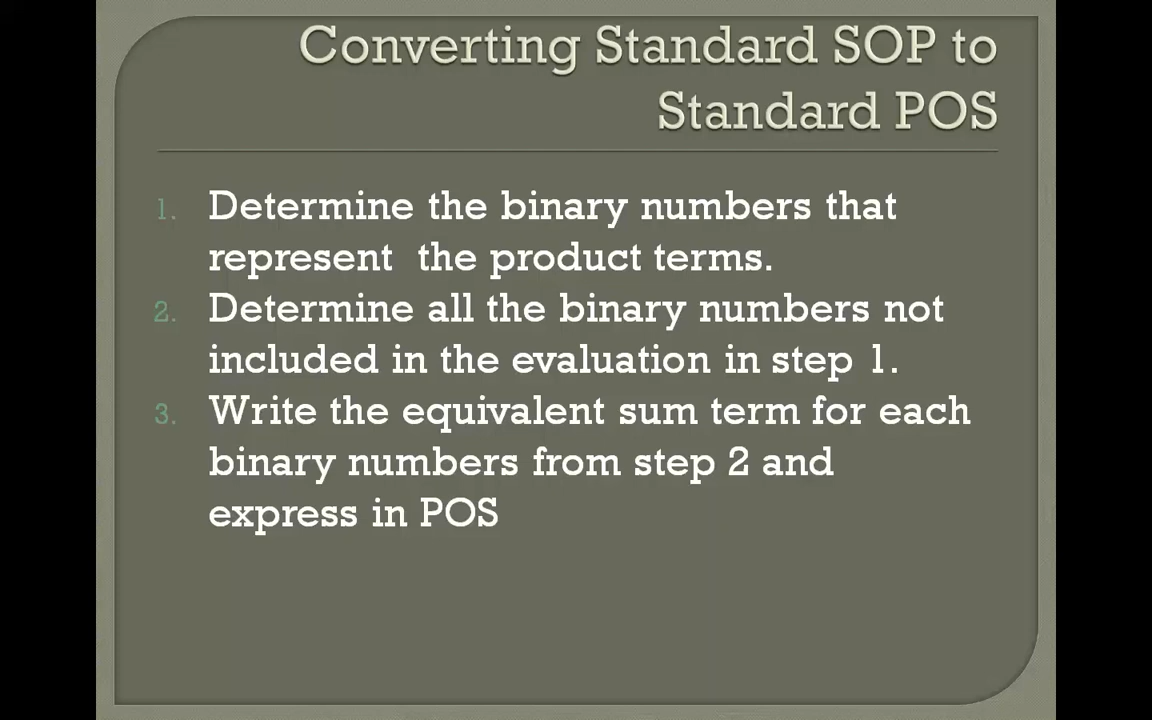 Converting Standard SOP to
Standard POS
1. Determine the binary numbers that
represent the product terms.
2. Determine all the binary numbers not
included in the evaluation in step 1.
3. Write the equivalent sum term for each
binary numbers from step 2 and
express in POS